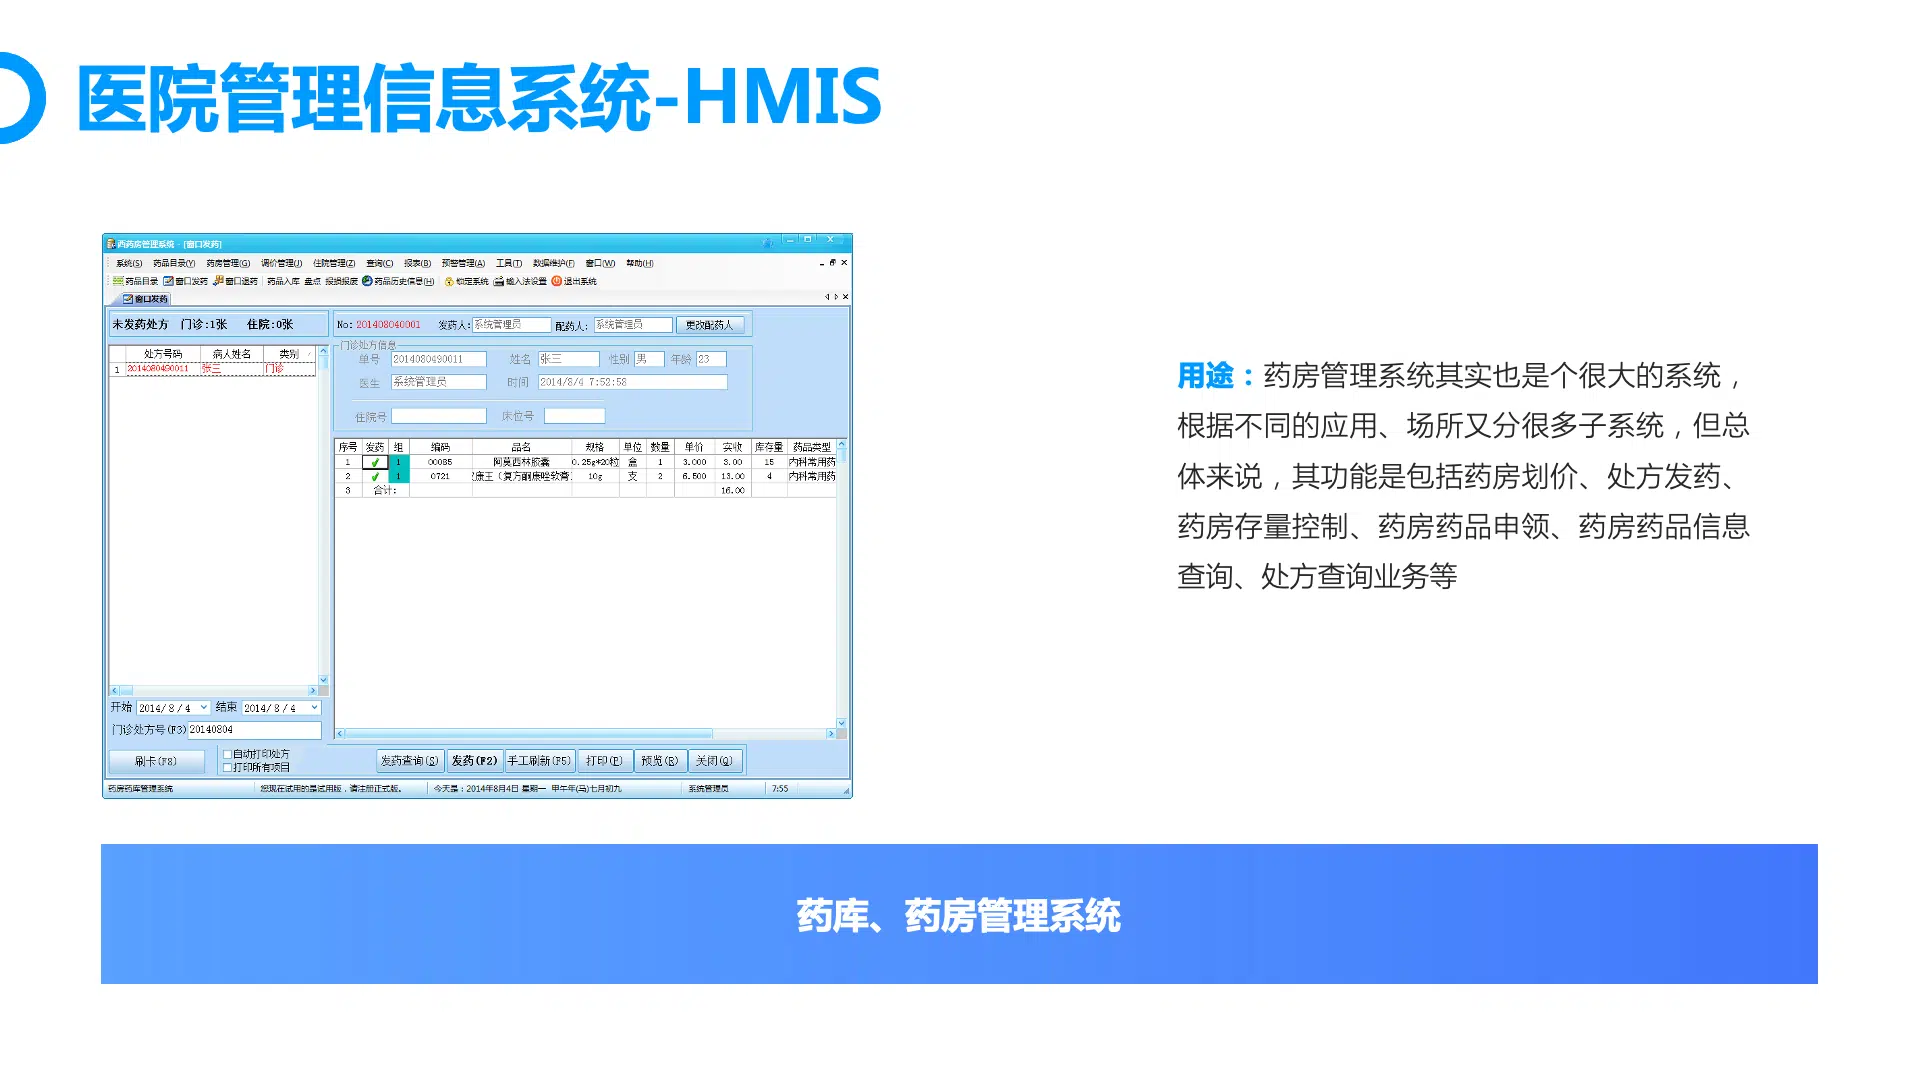 医院管理信息系统-HMIS
西药房管理系统 - [窗口发药]
系统(S) 药品目录(Y) 药房管理(G) 调价管理(J) 住院管理(Z) 查询(C) 报表(B) 预警管理(A) 工具(T) 数据维护(F) 窗口(W) 帮助(H)
药品目录 窗口发药 窗口退药 药品入库 盘点 报损报废 药品历史信息(H) 锁定系统 输入法设置 退出系统
窗口发药
未发药处方 门诊:1张 住院:0张
No: 201408040001 发药人: 系统管理员 配药人: 系统管理员 更改配药人
处方号码 病人姓名 类别
1 2014080490011 张三 门诊
门诊处方信息
单号 2014080490011 姓名 张三 性别 男 年龄 23
医生 系统管理员 时间 2014/8/4 7:52:58
住院号 床位号
序号 发药 组 编码 品名 规格 单位 数量 单价 实收 库存量 药品类型
1 1 00085 阿莫西林胶囊 0.25g*20粒 盒 1 3.000 3.00 15 内科常用药
2 1 0721 康王（复方酮康唑软膏 10g 支 2 6.500 13.00 4 内科常用药
3 合计: 16.00
开始 2014/ 8 / 4 结束 2014/ 8 / 4
门诊处方号(F3) 20140804
刷卡(F8) 自动打印处方
打印所有项目
发药查询(S) 发药(F2) 手工刷新(F5) 打印(P) 预览(R) 关闭(Q)
药房药库管理系统 您现在试用的是试用版，请注册正式版。 今天是：2014年8月4日 星期一 甲午年(马)七月初九 系统管理员 7:55
用途：药房管理系统其实也是个很大的系统，
根据不同的应用、场所又分很多子系统，但总
体来说，其功能是包括药房划价、处方发药、
药房存量控制、药房药品申领、药房药品信息
查询、处方查询业务等
药库、药房管理系统